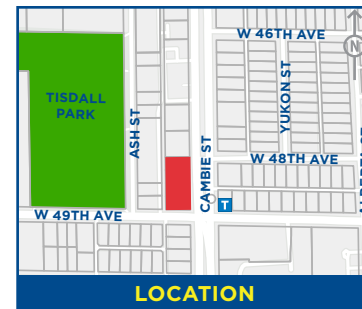 W 46TH AVE
N
YUKON ST
TISDALL
PARK
ASH ST
CAMBIE ST
W 48TH AVE
T
W 49TH AVE
LOCATION